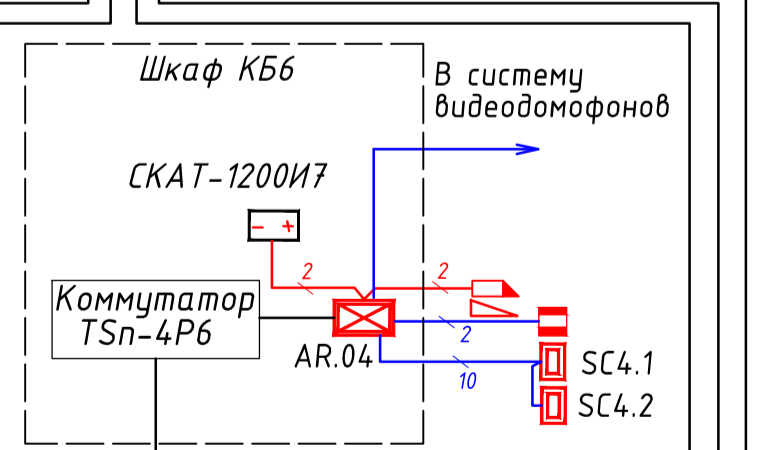 Шкаф КБ6
В систему
видеодомофонов
СКАТ-1200И7
- +
2
2
Коммутатор
TSn-4P6
2
AR.04
10
SC4.1
SC4.2